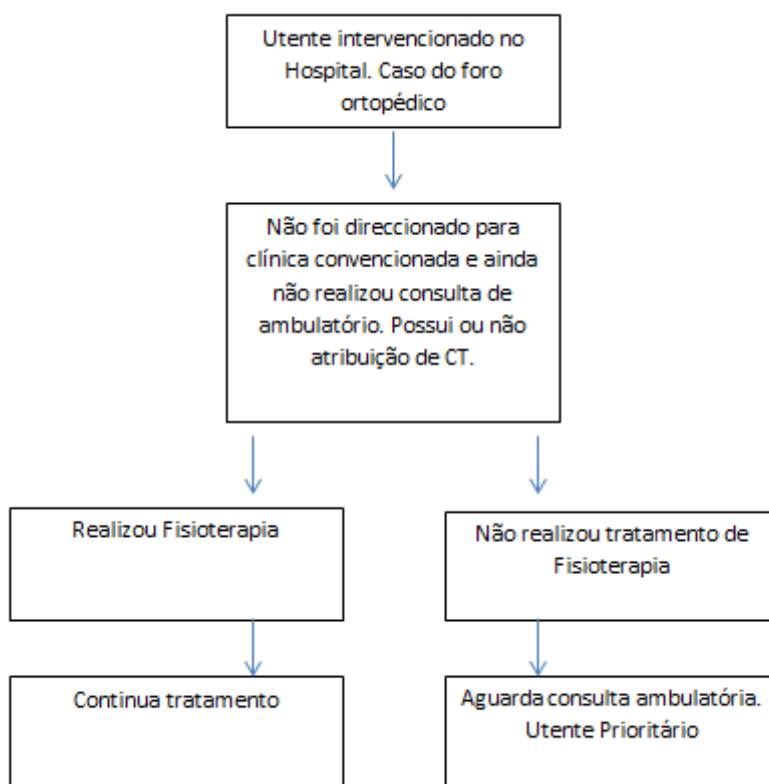 Utente intervencionado no
Hospital. Caso do foro
ortopédico
Não foi direccionado para
clínica convencionada e ainda
não realizou consulta de
ambulatório. Possui ou não
atribuição de CT.
Realizou Fisioterapia
Não realizou tratamento de
Fisioterapia
Continua tratamento
Aguarda consulta ambulatória.
Utente Prioritário